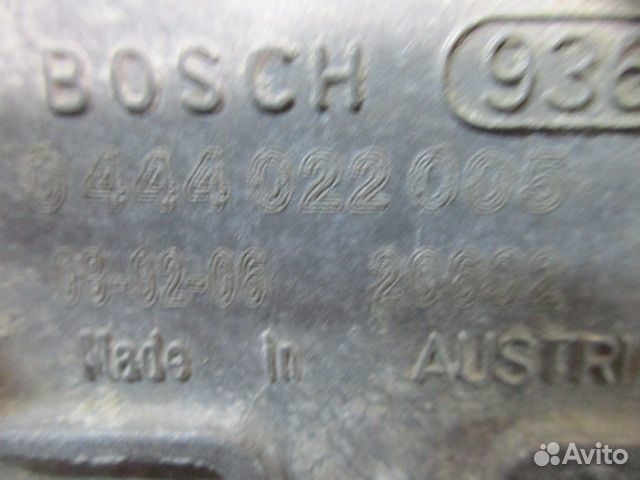 BOSCH 936
0 444 022 005
08-02-06 20602
Made in AUSTRI
Avito